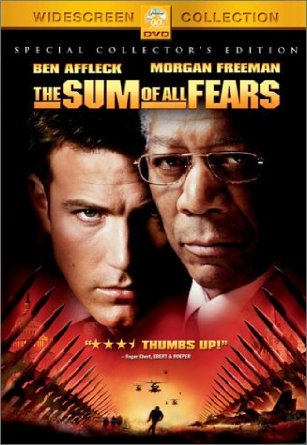 WIDESCREEN DVD COLLECTION
SPECIAL COLLECTOR'S EDITION
BEN AFFLECK MORGAN FREEMAN
THE SUM OF ALL FEARS
"★★★½ THUMBS UP!"
– Roger Ebert, EBERT & ROEPER